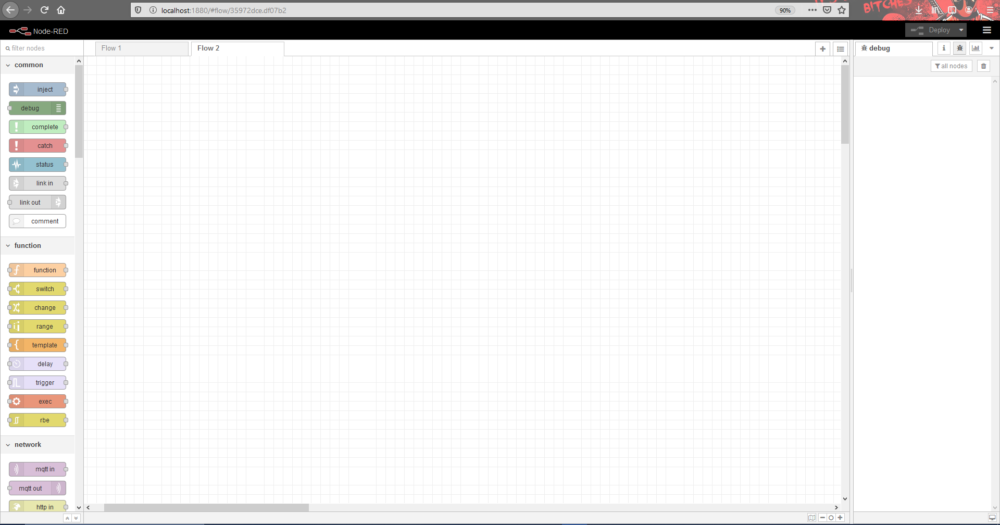 localhost:1880/#flow/35972dce.df07b2
90%
BITCHES
Node-RED
Deploy
filter nodes
Flow 1
Flow 2
debug
all nodes
common
inject
debug
complete
catch
status
link in
link out
comment
function
function
switch
change
range
template
delay
trigger
exec
rbe
network
mqtt in
mqtt out
http in